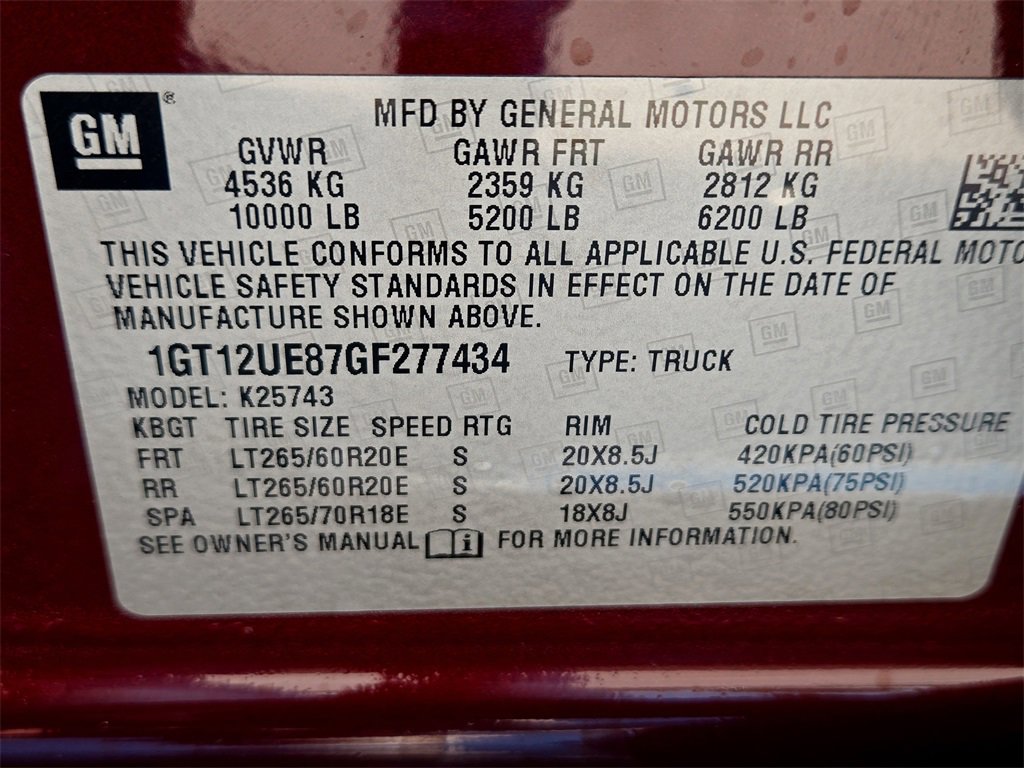 GM ®
MFD BY GENERAL MOTORS LLC
GVWR GAWR FRT GAWR RR
4536 KG 2359 KG 2812 KG
10000 LB 5200 LB 6200 LB
THIS VEHICLE CONFORMS TO ALL APPLICABLE U.S. FEDERAL MOTO
VEHICLE SAFETY STANDARDS IN EFFECT ON THE DATE OF
MANUFACTURE SHOWN ABOVE.
1GT12UE87GF277434 TYPE: TRUCK
MODEL: K25743
KBGT TIRE SIZE SPEED RTG RIM COLD TIRE PRESSURE
FRT LT265/60R20E S 20X8.5J 420KPA(60PSI)
RR LT265/60R20E S 20X8.5J 520KPA(75PSI)
SPA LT265/70R18E S 18X8J 550KPA(80PSI)
SEE OWNER'S MANUAL i FOR MORE INFORMATION.